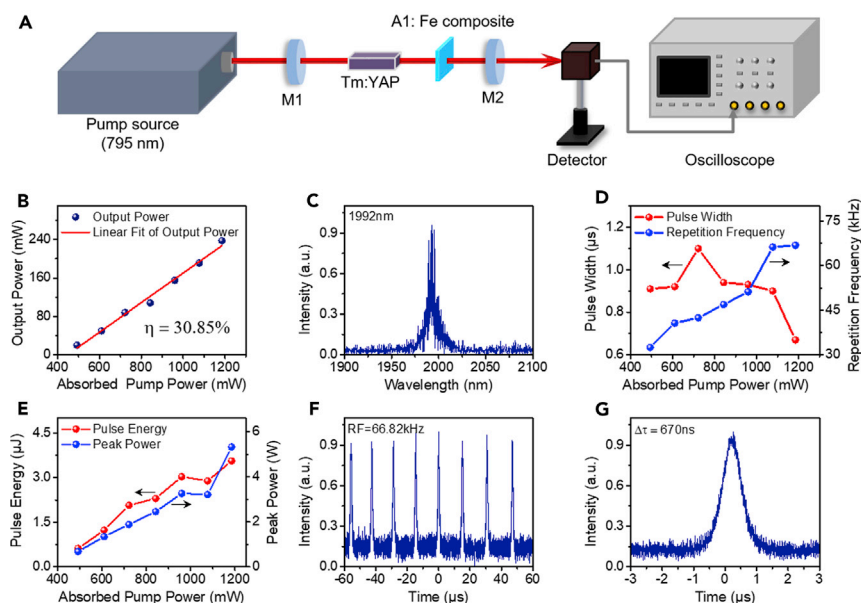 A
A1: Fe composite
Tm:YAP
M1
M2
Pump source
(795 nm)
Detector
Oscilloscope
B
Output Power
Linear Fit of Output Power
η = 30.85%
Output Power (mW)
240
160
80
0
400 600 800 1000 1200
Absorbed Pump Power (mW)
C
1992nm
Intensity (a.u.)
0.9
0.6
0.3
0.0
1900 1950 2000 2050 2100
Wavelength (nm)
D
Pulse Width
Repetition Frequency
Pulse Width (µs)
1.2
1.0
0.8
0.6
Repetition Frequency (kHz)
75
60
45
30
400 600 800 1000 1200
Absorbed Pump Power (mW)
E
Pulse Energy
Peak Power
Pulse Energy (µJ)
4.5
3.0
1.5
0.0
Peak Power (W)
6
4
2
0
400 600 800 1000 1200
Absorbed Pump Power (mW)
F
RF=66.82kHz
Intensity (a.u.)
0.9
0.6
0.3
0.0
-60 -40 -20 0 20 40 60
Time (µs)
G
Δτ = 670ns
Intensity (a.u.)
0.9
0.6
0.3
0.0
-3 -2 -1 0 1 2 3
Time (µs)